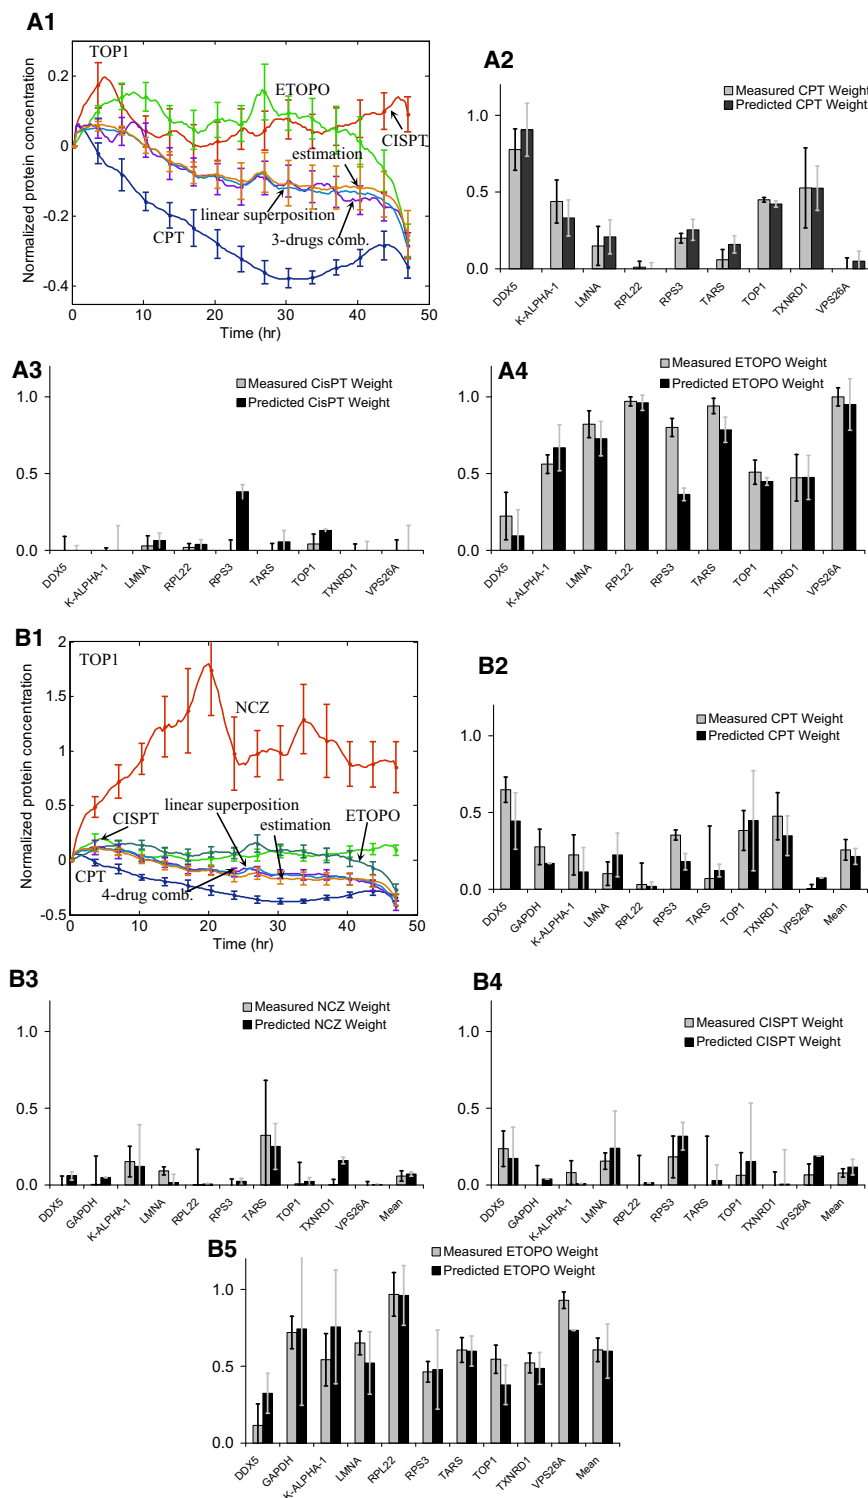 A1
TOP1
ETOPO
CISPT
estimation
linear superposition
3-drugs comb.
CPT
Normalized protein concentration
0.2
0
-0.2
-0.4
0 10 20 30 40 50
Time (hr)
A2
Measured CPT Weight
Predicted CPT Weight
1.0
0.5
0.0
DDX5 K-ALPHA-1 LMNA RPL22 RPS3 TARS TOP1 TXNRD1 VPS26A
A3
Measured CisPT Weight
Predicted CisPT Weight
1.0
0.5
0.0
DDX5 K-ALPHA-1 LMNA RPL22 RPS3 TARS TOP1 TXNRD1 VPS26A
A4
Measured ETOPO Weight
Predicted ETOPO Weight
1.0
0.5
0.0
DDX5 K-ALPHA-1 LMNA RPL22 RPS3 TARS TOP1 TXNRD1 VPS26A
B1
TOP1
NCZ
CISPT
linear superposition
estimation
ETOPO
CPT
4-drug comb.
Normalized protein concentration
2
1.5
1
0.5
0
-0.5
0 10 20 30 40 50
Time (hr)
B2
Measured CPT Weight
Predicted CPT Weight
1.0
0.5
0.0
DDX5 GAPDH K-ALPHA-1 LMNA RPL22 RPS3 TARS TOP1 TXNRD1 VPS26A Mean
B3
Measured NCZ Weight
Predicted NCZ Weight
1.0
0.5
0.0
DDX5 GAPDH K-ALPHA-1 LMNA RPL22 RPS3 TARS TOP1 TXNRD1 VPS26A Mean
B4
Measured CISPT Weight
Predicted CISPT Weight
1.0
0.5
0.0
DDX5 GAPDH K-ALPHA-1 LMNA RPL22 RPS3 TARS TOP1 TXNRD1 VPS26A Mean
B5
Measured ETOPO Weight
Predicted ETOPO Weight
1.0
0.5
0.0
DDX5 GAPDH K-ALPHA-1 LMNA RPL22 RPS3 TARS TOP1 TXNRD1 VPS26A Mean